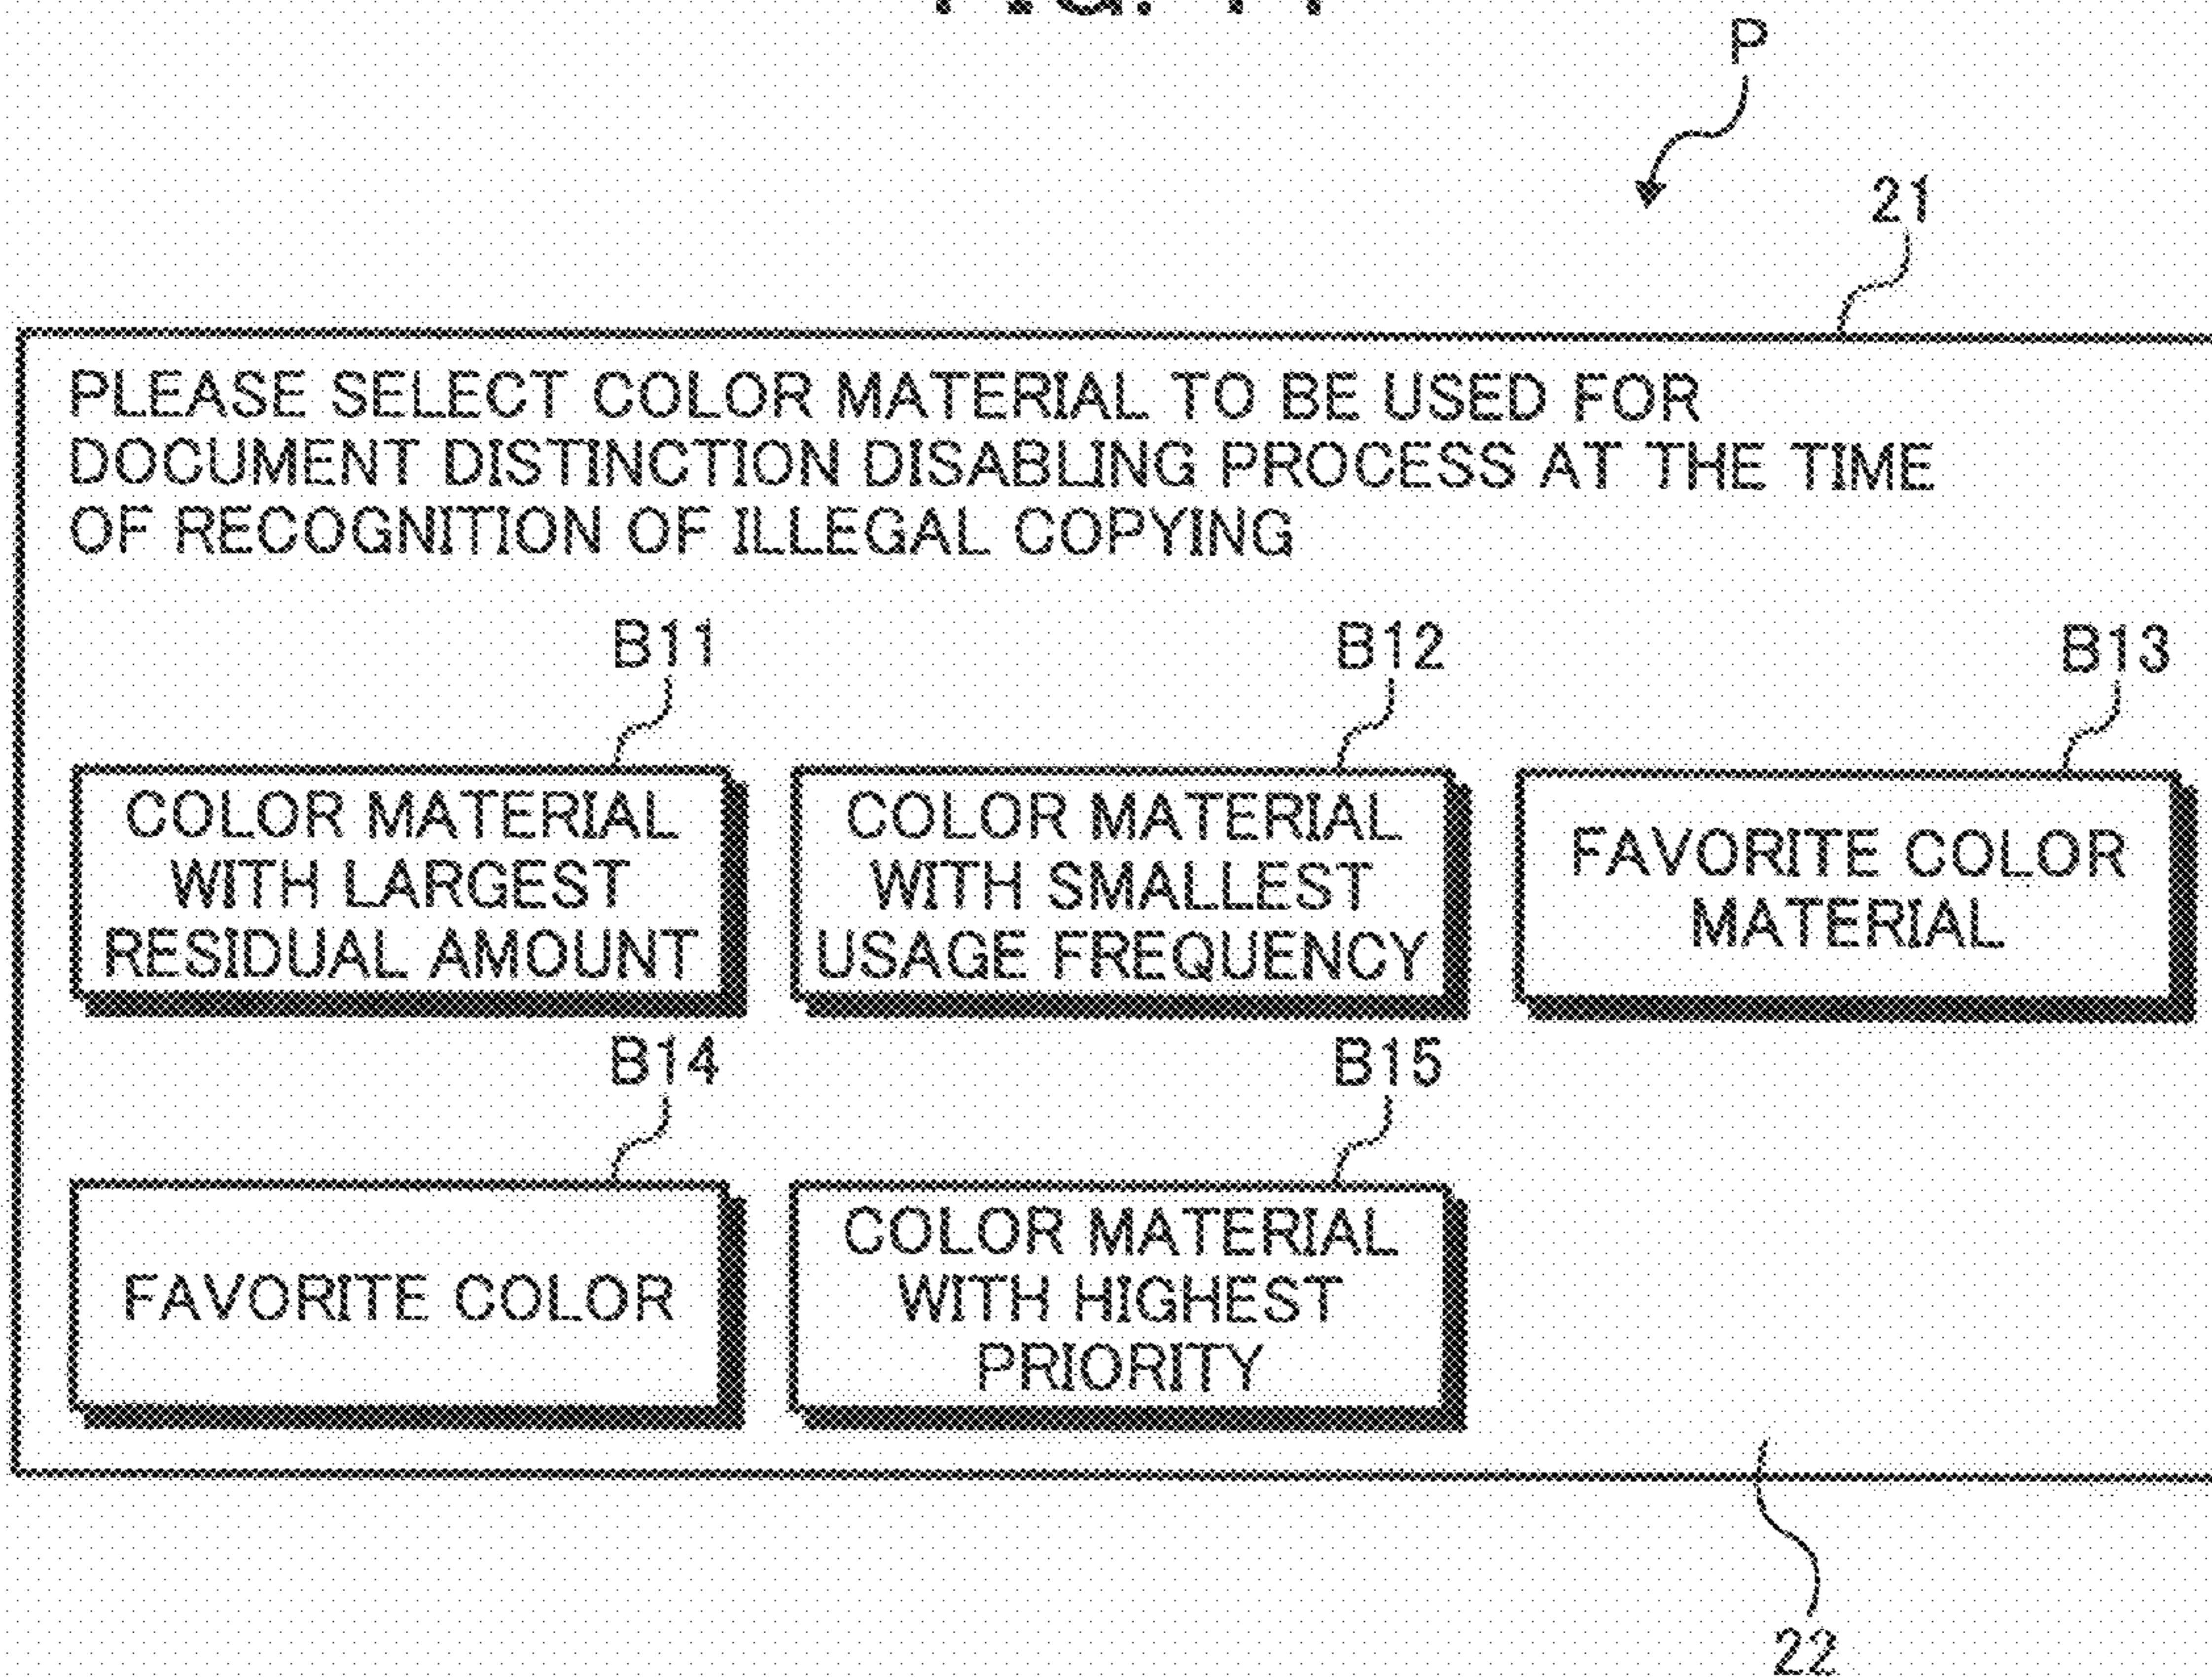 P
21
PLEASE SELECT COLOR MATERIAL TO BE USED FOR
DOCUMENT DISTINCTION DISABLING PROCESS AT THE TIME
OF RECOGNITION OF ILLEGAL COPYING
B11
B12
B13
COLOR MATERIAL
WITH LARGEST
RESIDUAL AMOUNT
COLOR MATERIAL
WITH SMALLEST
USAGE FREQUENCY
FAVORITE COLOR
MATERIAL
B14
B15
FAVORITE COLOR
COLOR MATERIAL
WITH HIGHEST
PRIORITY
22